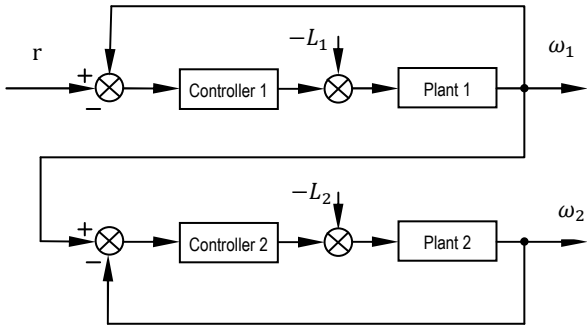 r
+
−
Controller 1
−L₁
Plant 1
ω₁
+
−
Controller 2
−L₂
Plant 2
ω₂